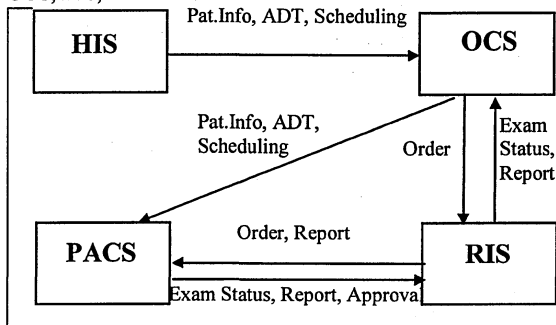 Pat.Info, ADT, Scheduling
HIS
OCS
Pat.Info, ADT,
Scheduling
Order
Exam
Status,
Report
Order, Report
PACS
RIS
Exam Status, Report, Approva